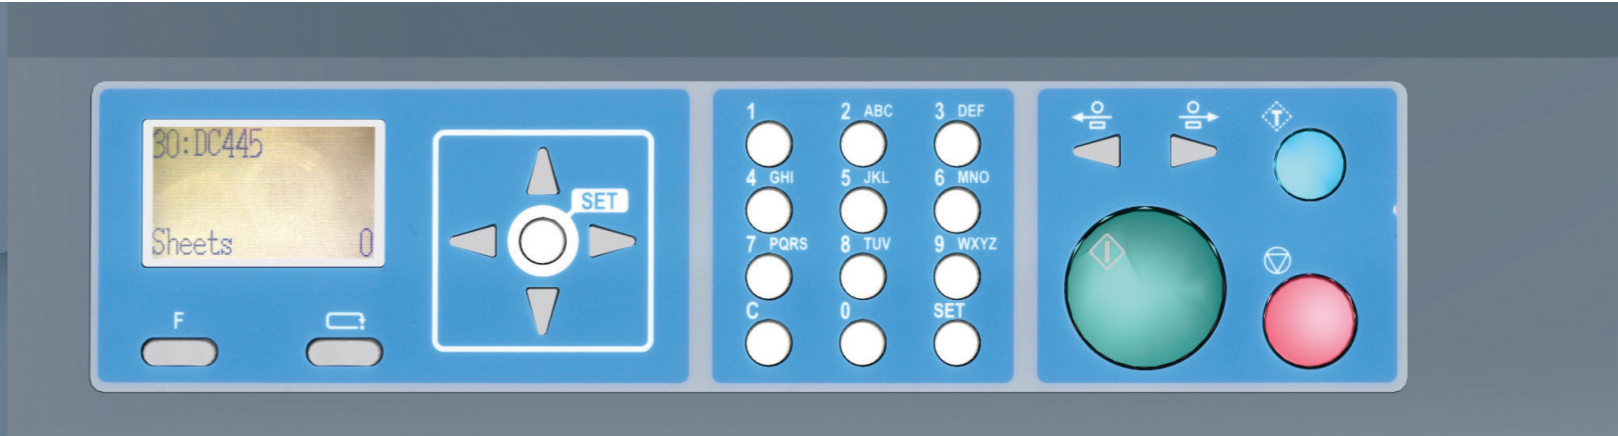 30:DC445
Sheets 0
F
SET
1
2 ABC
3 DEF
4 GHI
5 JKL
6 MNO
7 PQRS
8 TUV
9 WXYZ
C
0
SET
T